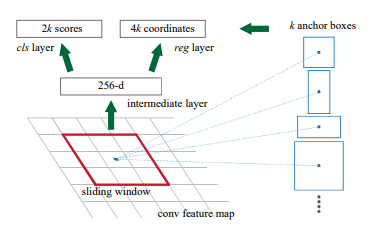 2k scores
4k coordinates
k anchor boxes
cls layer
reg layer
256-d
intermediate layer
sliding window
conv feature map